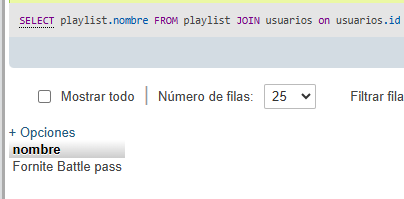 SELECT playlist.nombre FROM playlist JOIN usuarios on usuarios.id
Mostrar todo Número de filas: 25 Filtrar fila
+ Opciones
nombre
Fornite Battle pass